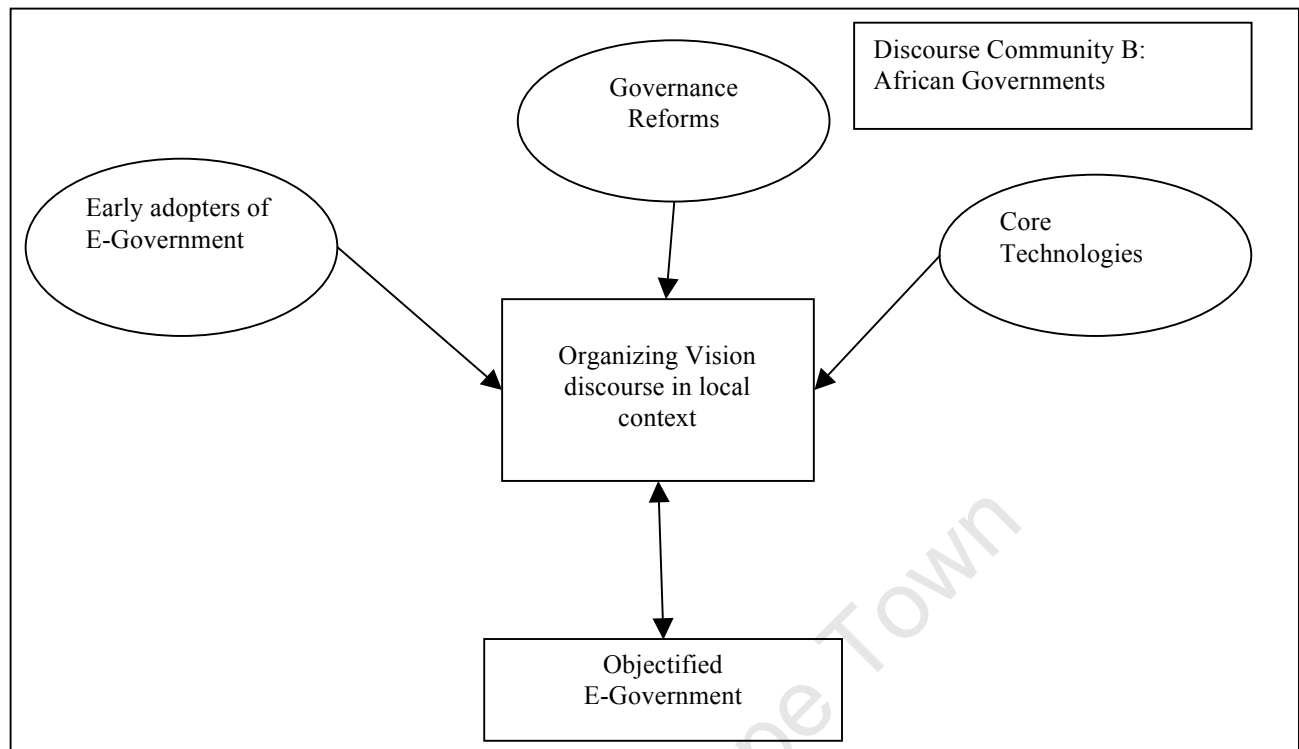 Discourse Community B:
African Governments
Governance
Reforms
Early adopters of
E-Government
Core
Technologies
Organizing Vision
discourse in local
context
Objectified
E-Government
Town